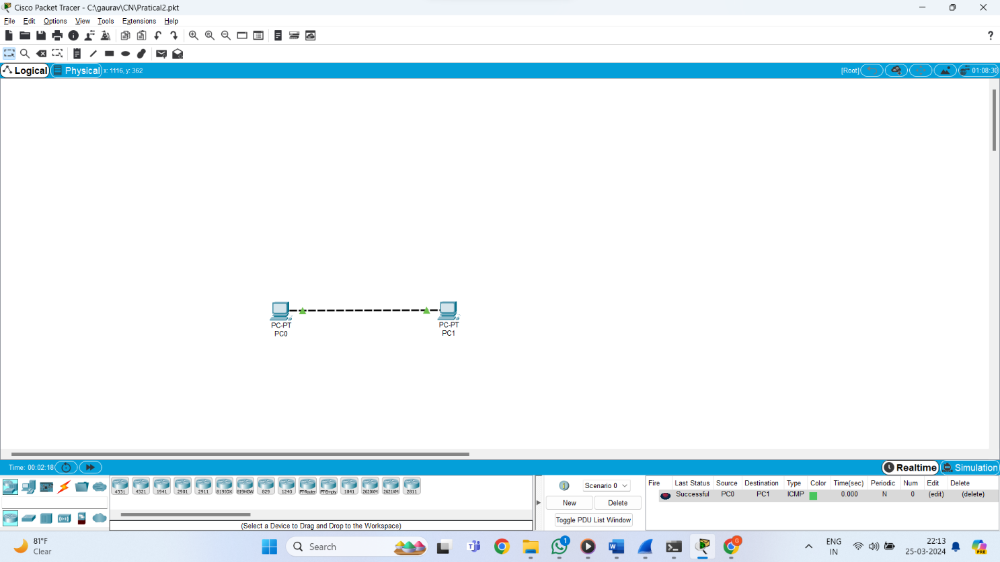 Cisco Packet Tracer - C:\gaurav\CN\Pratical2.pkt
File Edit Options View Tools Extensions Help
?
Logical Physical x: 1116, y: 362 [Root] 01:08:30
PC-PT
PC0
PC-PT
PC1
Time: 00:02:18 Realtime Simulation
4331 4321 1941 2901 2911 819IOX 819HGW 829 1240 PT-Router PT-Empty 1841 2620XM 2621XM 2811
(Select a Device to Drag and Drop to the Workspace)
Scenario 0
New Delete
Toggle PDU List Window
Fire Last Status Source Destination Type Color Time(sec) Periodic Num Edit Delete
Successful PC0 PC1 ICMP 0.000 N 0 (edit) (delete)
81°F
Clear
Search
1
G
ENG
IN
22:13
25-03-2024
PRE